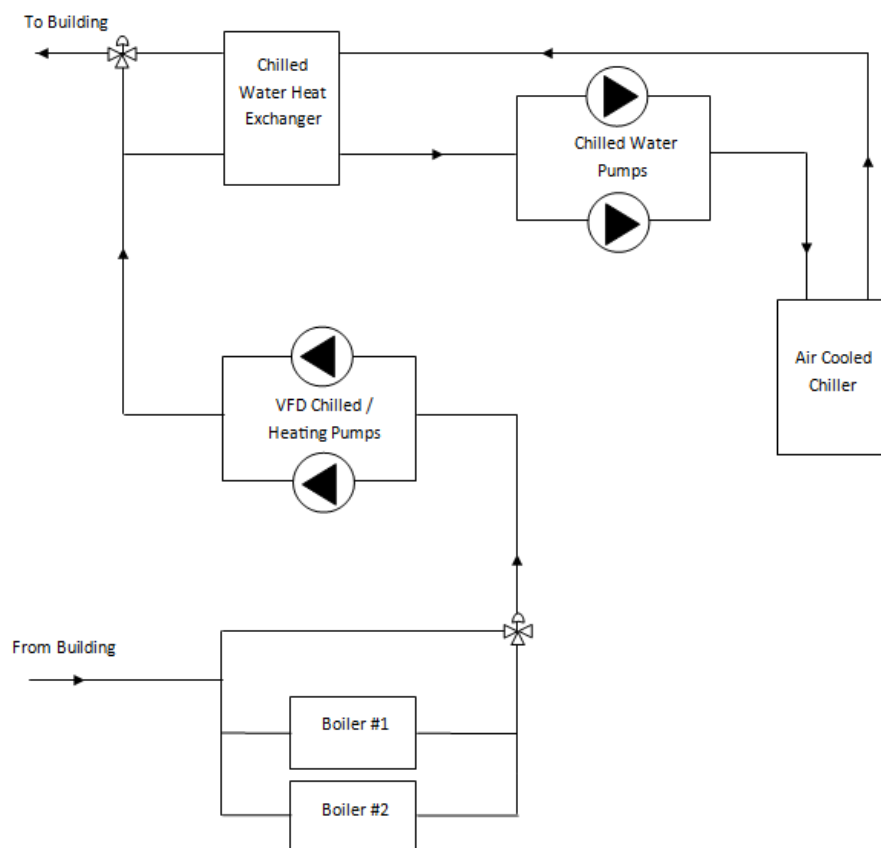 To Building
Chilled
Water Heat
Exchanger
Chilled Water
Pumps
Air Cooled
Chiller
VFD Chilled /
Heating Pumps
From Building
Boiler #1
Boiler #2